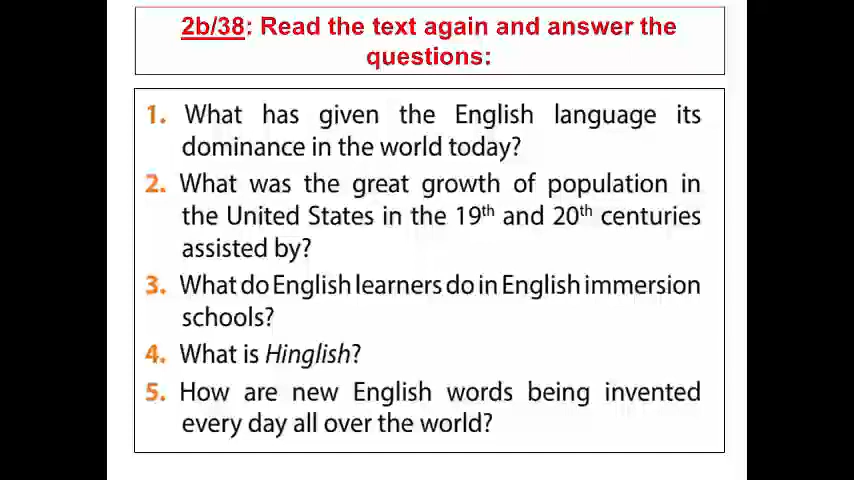 2b/38: Read the text again and answer the
questions:
1. What has given the English language its
dominance in the world today?
2. What was the great growth of population in
the United States in the 19th and 20th centuries
assisted by?
3. What do English learners do in English immersion
schools?
4. What is Hinglish?
5. How are new English words being invented
every day all over the world?